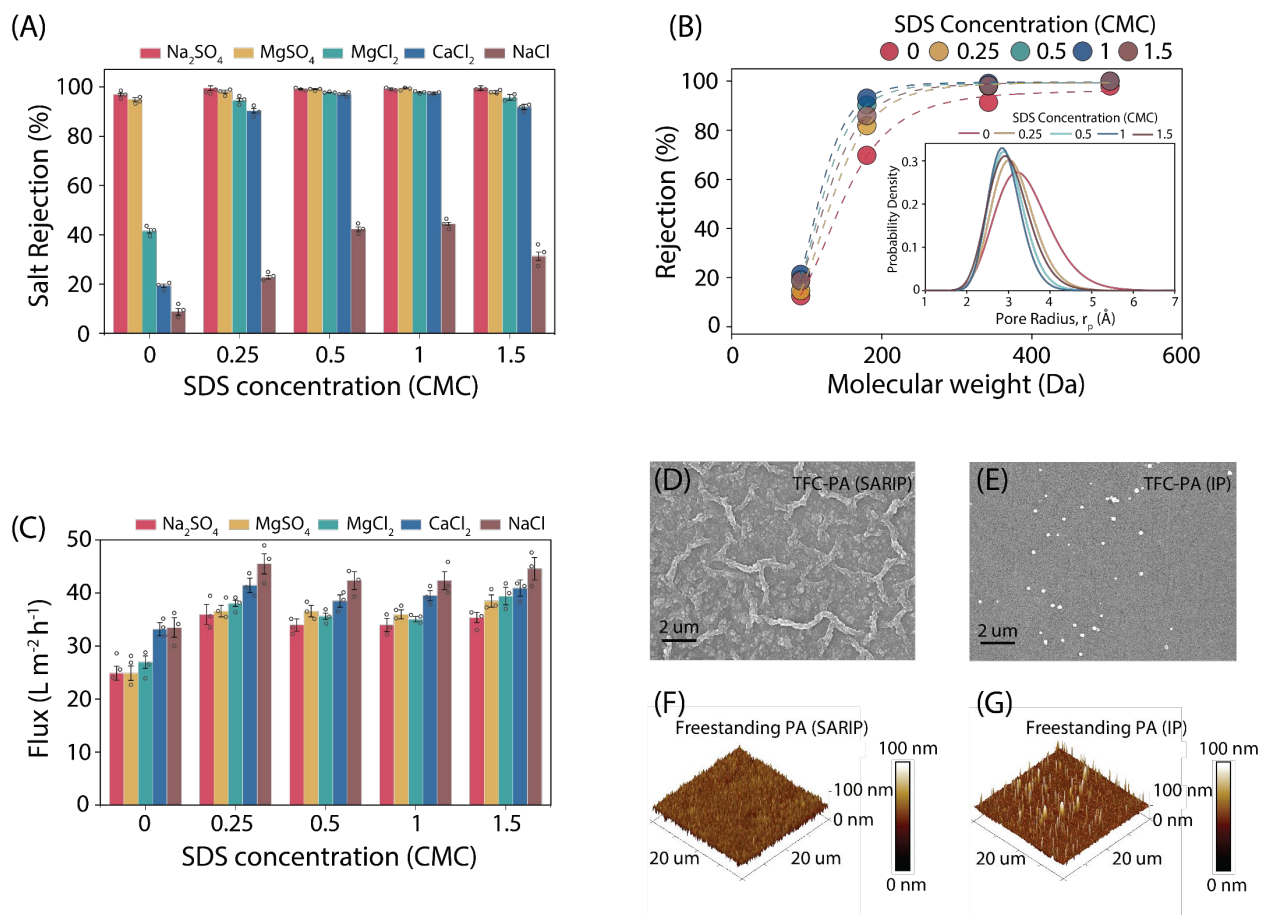 (A)
Na2SO4 MgSO4 MgCl2 CaCl2 NaCl
100
80
60
40
20
0
Salt Rejection (%)
0 0.25 0.5 1 1.5
SDS concentration (CMC)
(B)
SDS Concentration (CMC)
0 0.25 0.5 1 1.5
100
80
60
40
20
0
Rejection (%)
0 200 400 600
Molecular weight (Da)
SDS Concentration (CMC)
0 0.25 0.5 1 1.5
0.3
0.2
0.1
0
Probability Density
1 2 3 4 5 6 7
Pore Radius, rp (Å)
(C)
Na2SO4 MgSO4 MgCl2 CaCl2 NaCl
50
40
30
20
10
0
Flux (L m-2 h-1)
0 0.25 0.5 1 1.5
SDS concentration (CMC)
(D)
TFC-PA (SARIP)
2 um
(E)
TFC-PA (IP)
2 um
(F)
Freestanding PA (SARIP)
100 nm
100 nm
0 nm
20 um
20 um
0 nm
(G)
Freestanding PA (IP)
100 nm
100 nm
0 nm
20 um
20 um
0 nm